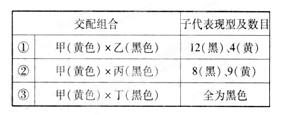 交配组合 子代表现型及数目
① 甲(黄色)×乙(黑色) 12(黑)、4(黄)
② 甲(黄色)×丙(黑色) 8(黑)、9(黄)
③ 甲(黄色)×丁(黑色) 全为黑色